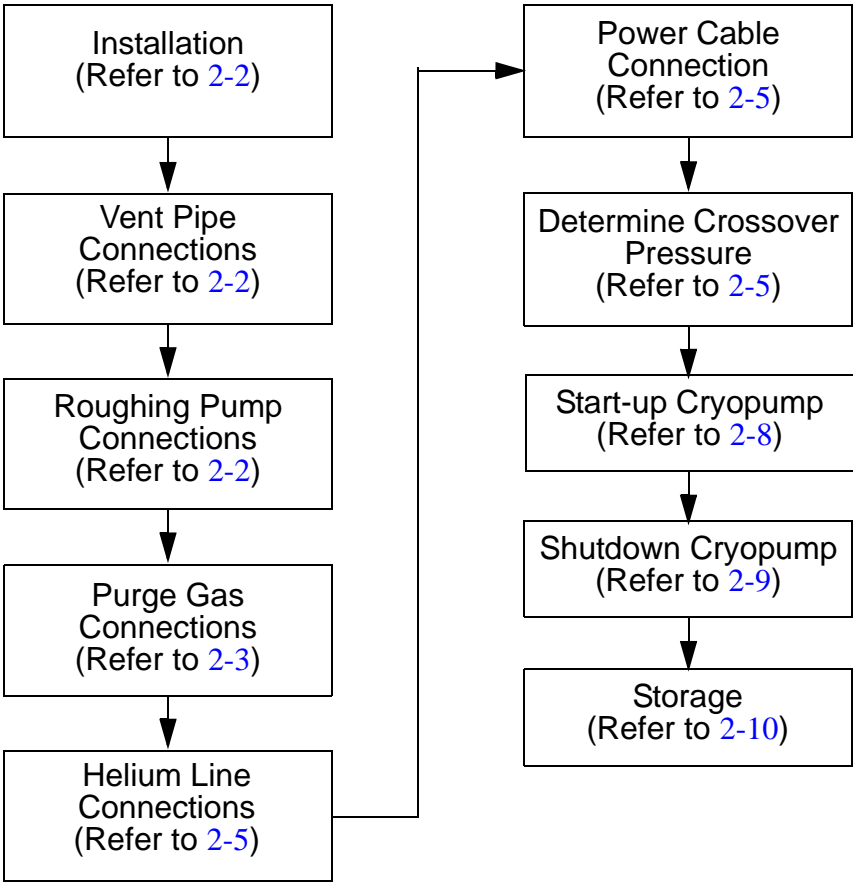 Installation
(Refer to 2-2)
Vent Pipe
Connections
(Refer to 2-2)
Roughing Pump
Connections
(Refer to 2-2)
Purge Gas
Connections
(Refer to 2-3)
Helium Line
Connections
(Refer to 2-5)
Power Cable
Connection
(Refer to 2-5)
Determine Crossover
Pressure
(Refer to 2-5)
Start-up Cryopump
(Refer to 2-8)
Shutdown Cryopump
(Refer to 2-9)
Storage
(Refer to 2-10)